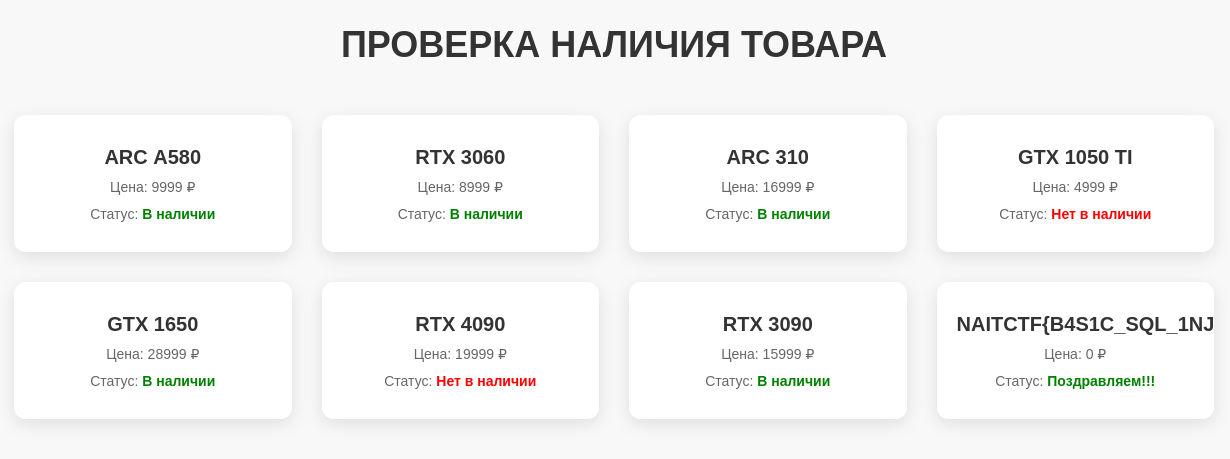 ПРОВЕРКА НАЛИЧИЯ ТОВАРА
ARC A580
Цена: 9999 ₽
Статус: В наличии
RTX 3060
Цена: 8999 ₽
Статус: В наличии
ARC 310
Цена: 16999 ₽
Статус: В наличии
GTX 1050 TI
Цена: 4999 ₽
Статус: Нет в наличии
GTX 1650
Цена: 28999 ₽
Статус: В наличии
RTX 4090
Цена: 19999 ₽
Статус: Нет в наличии
RTX 3090
Цена: 15999 ₽
Статус: В наличии
NAITCTF{B4S1C_SQL_1NJ
Цена: 0 ₽
Статус: Поздравляем!!!